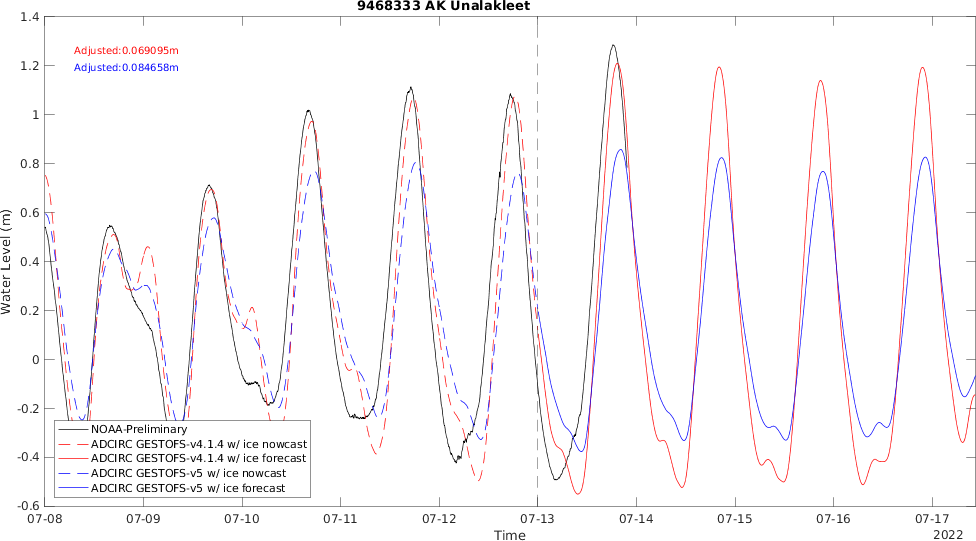 9468333 AK Unalakleet
1.4
1.2
1
0.8
0.6
0.4
0.2
0
-0.2
-0.4
-0.6
Water Level (m)
Adjusted:0.069095m
Adjusted:0.084658m
NOAA-Preliminary
ADCIRC GESTOFS-v4.1.4 w/ ice nowcast
ADCIRC GESTOFS-v4.1.4 w/ ice forecast
ADCIRC GESTOFS-v5 w/ ice nowcast
ADCIRC GESTOFS-v5 w/ ice forecast
07-08 07-09 07-10 07-11 07-12 07-13 07-14 07-15 07-16 07-17
Time
2022